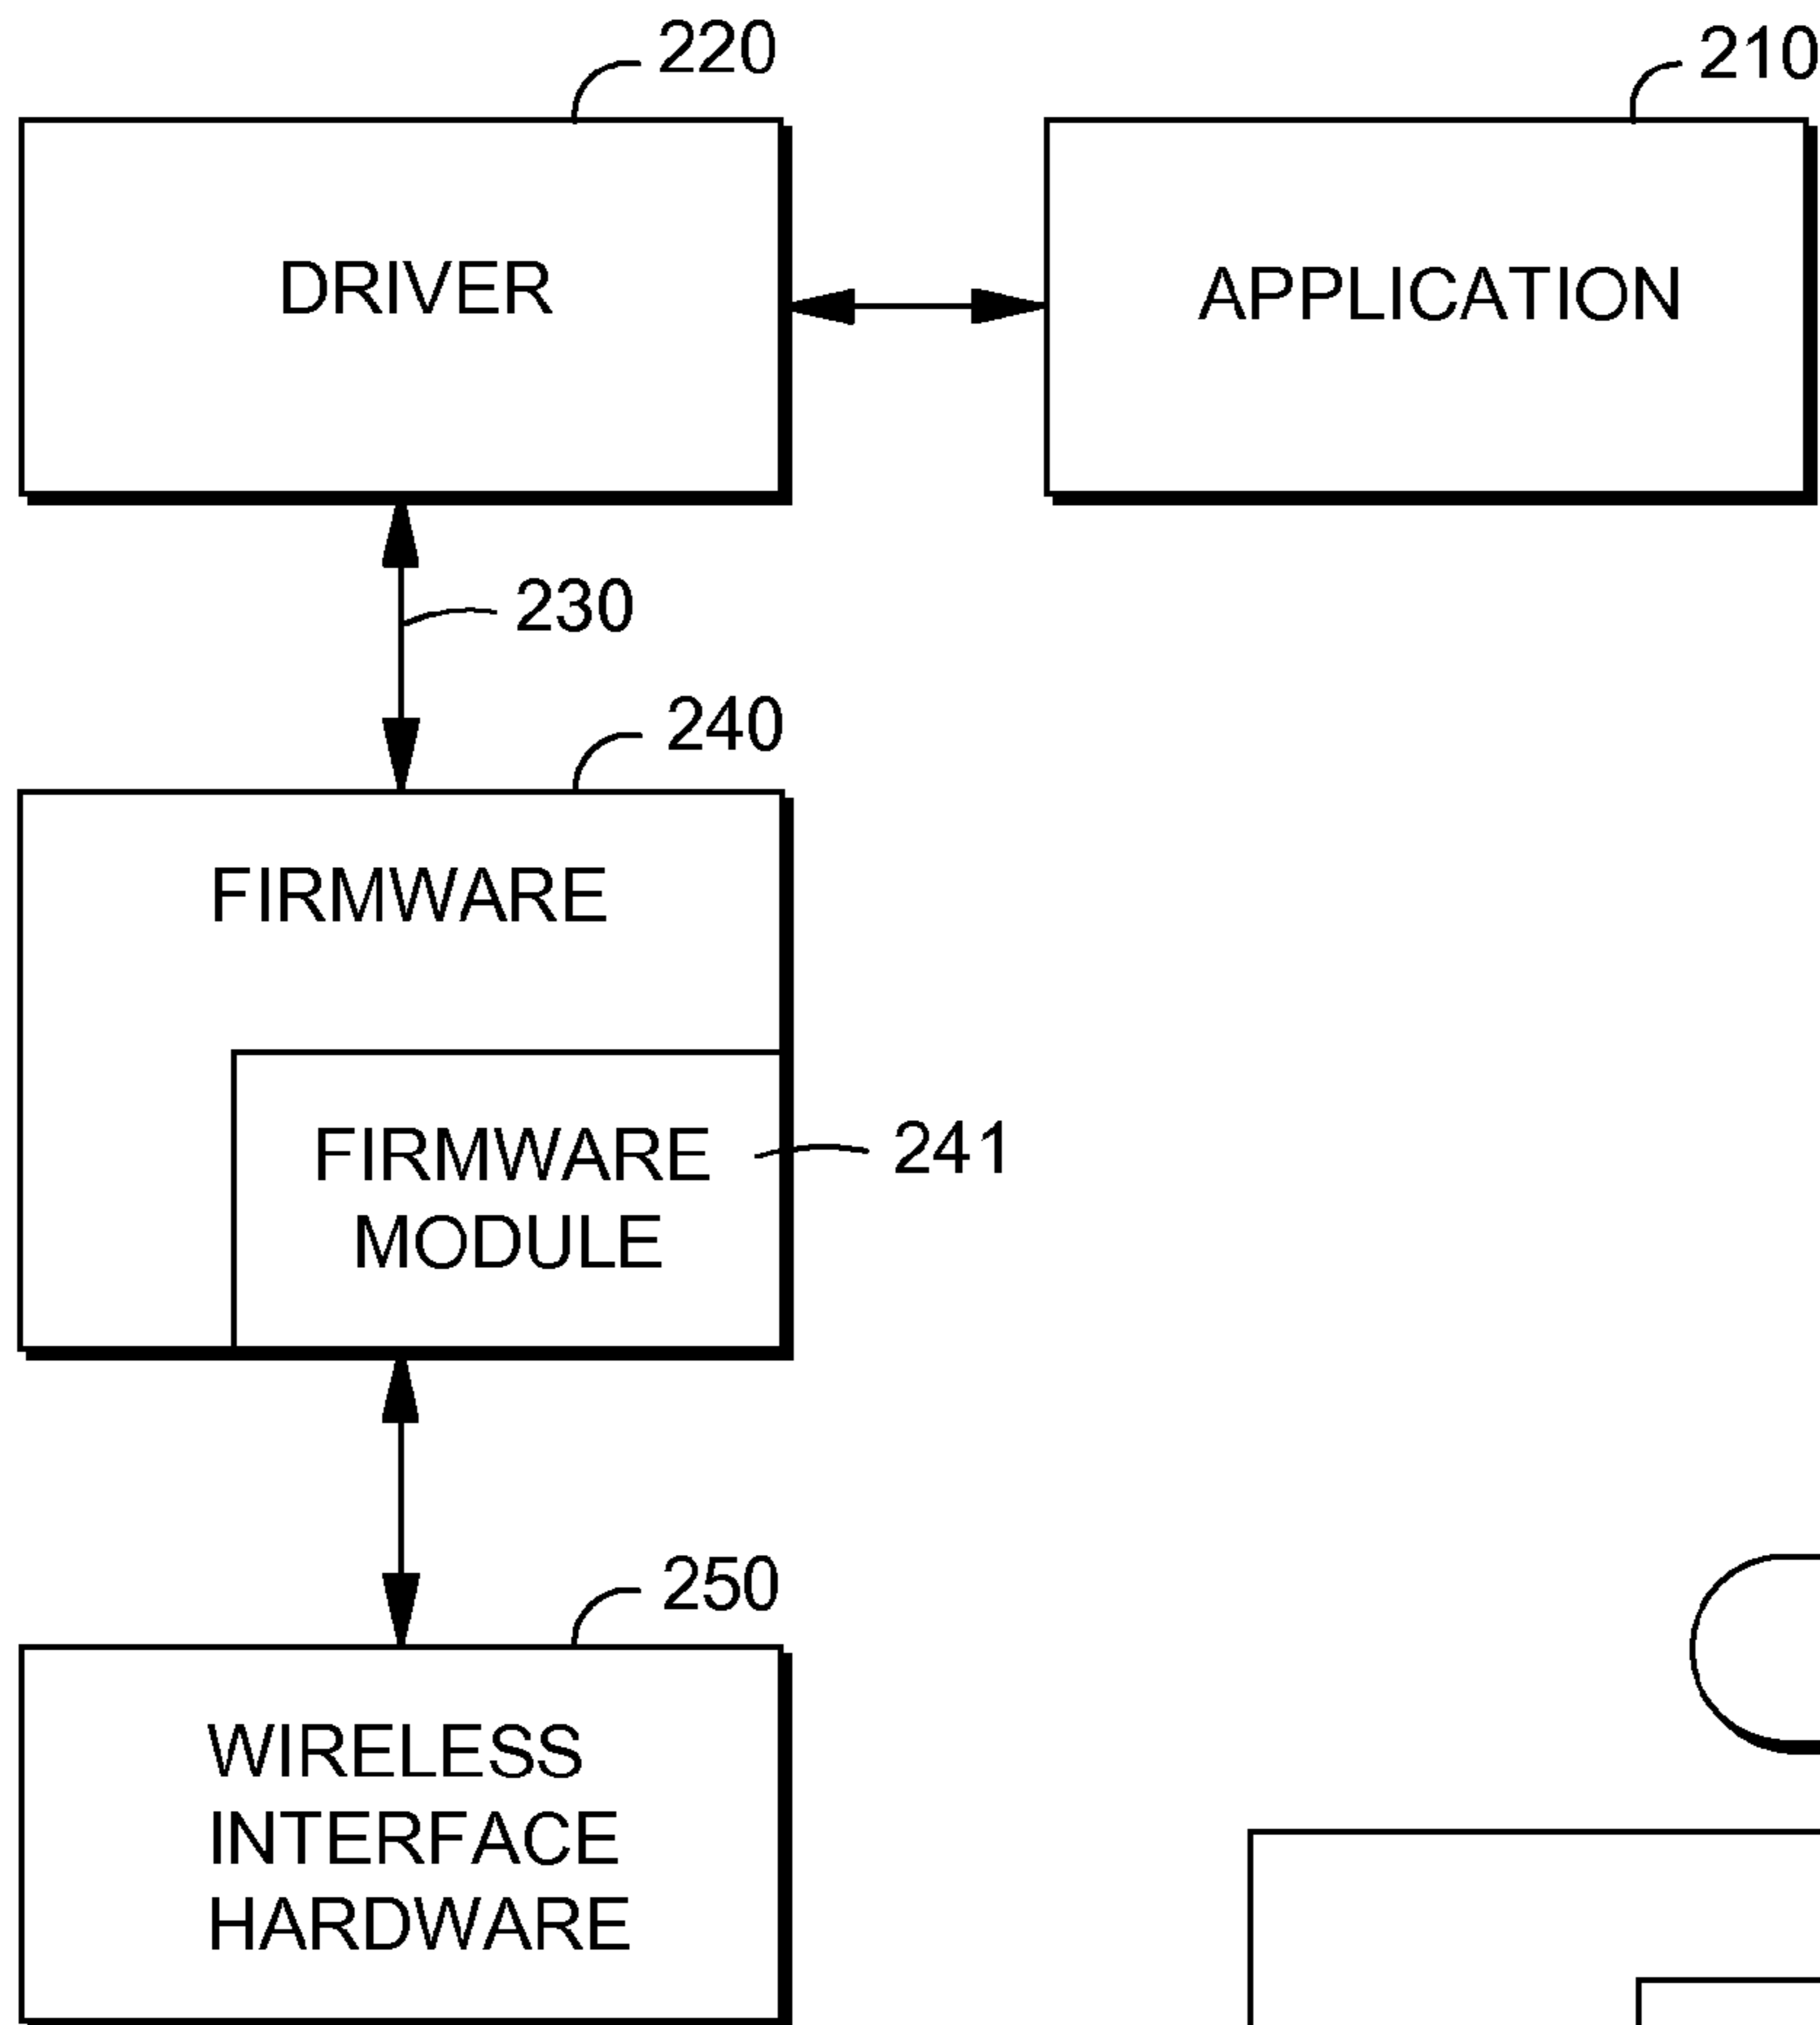 220
210
DRIVER
APPLICATION
230
240
FIRMWARE
FIRMWARE
MODULE
241
250
WIRELESS
INTERFACE
HARDWARE